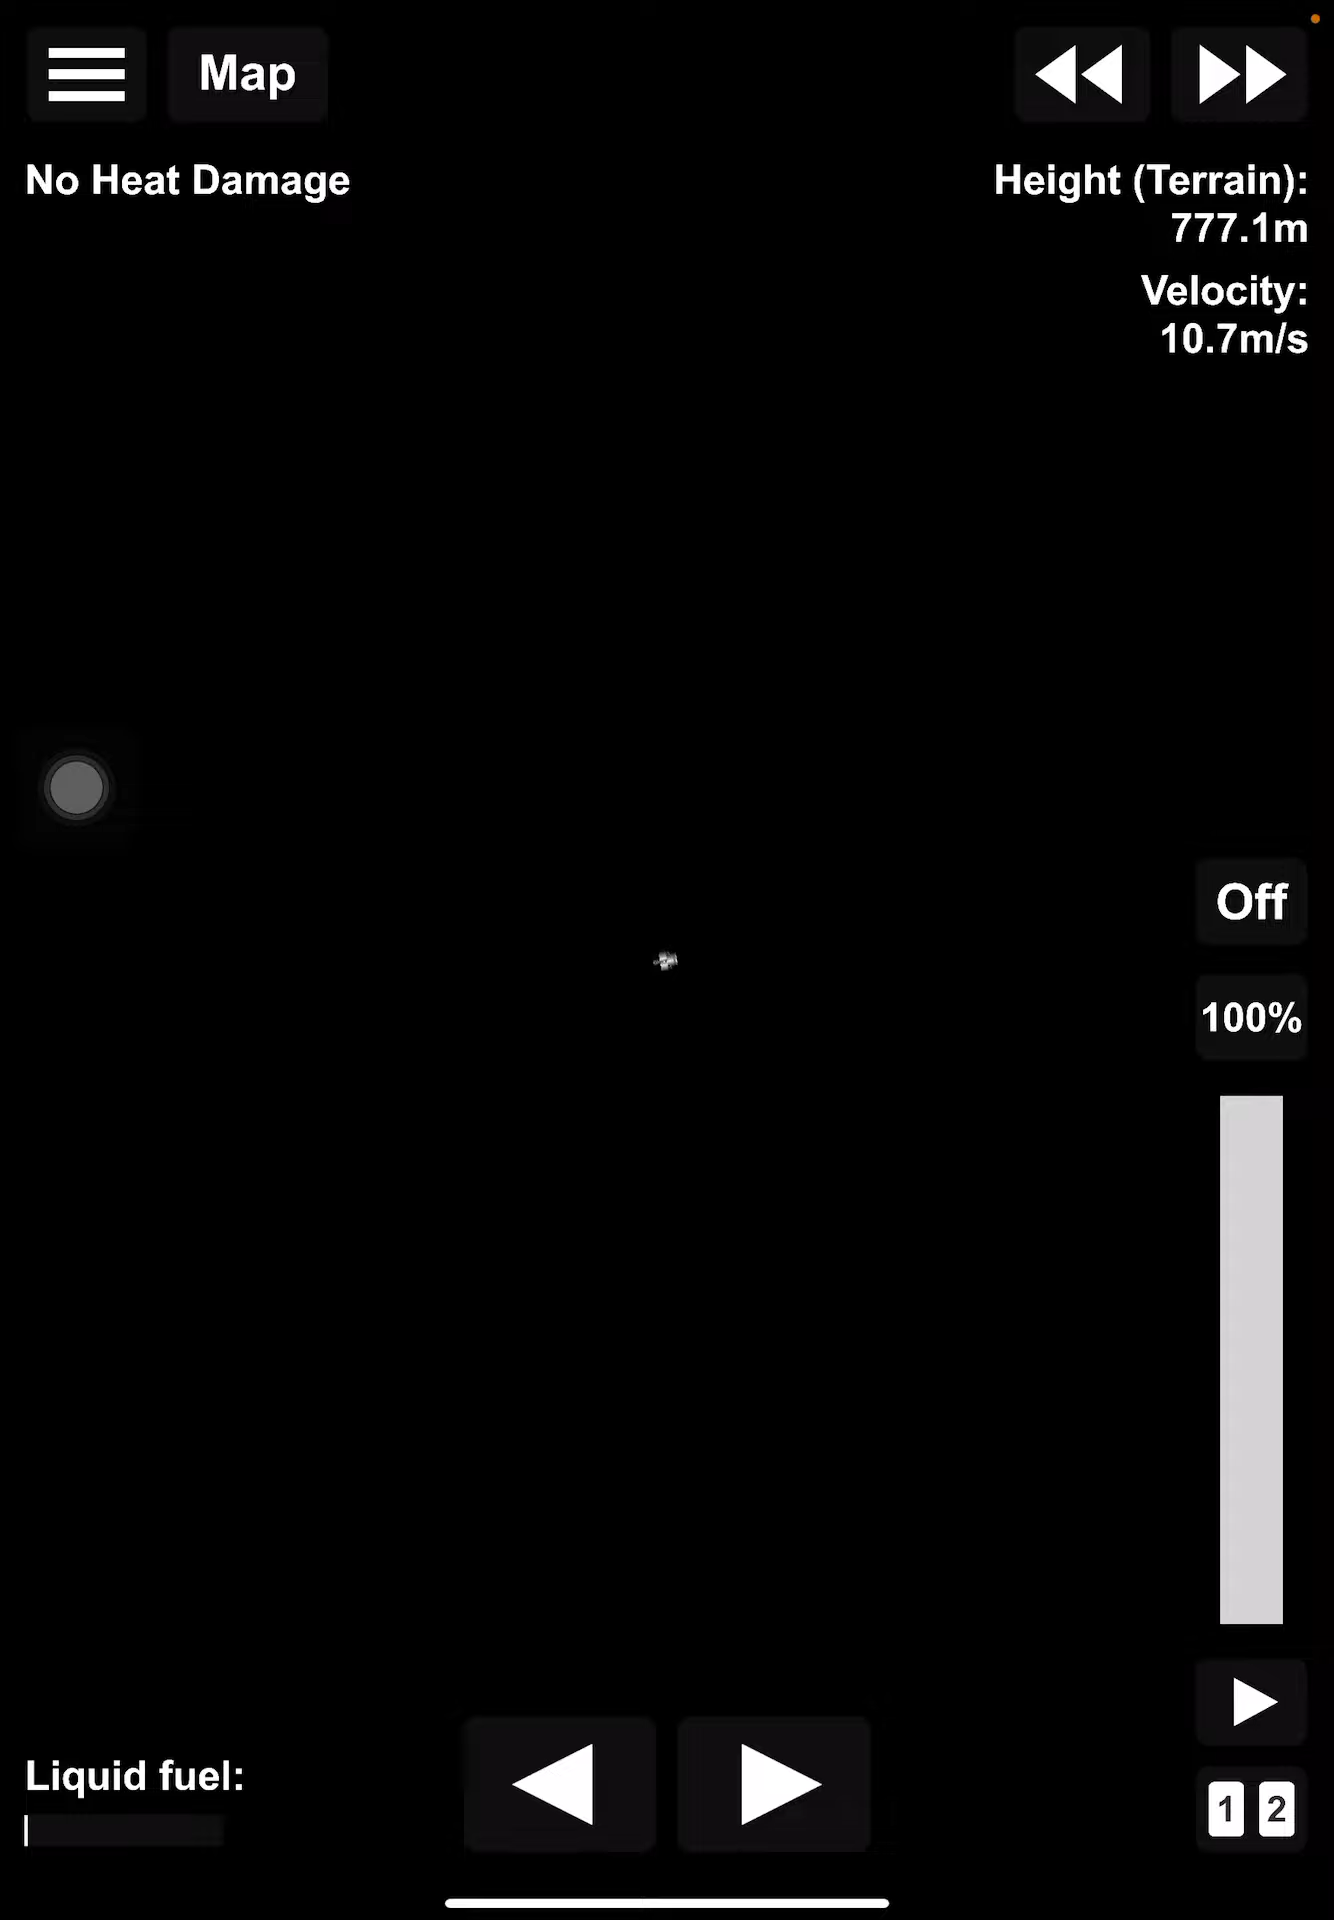 Map
No Heat Damage
Height (Terrain):
777.1m
Velocity:
10.7m/s
Off
100%
Liquid fuel:
1 2